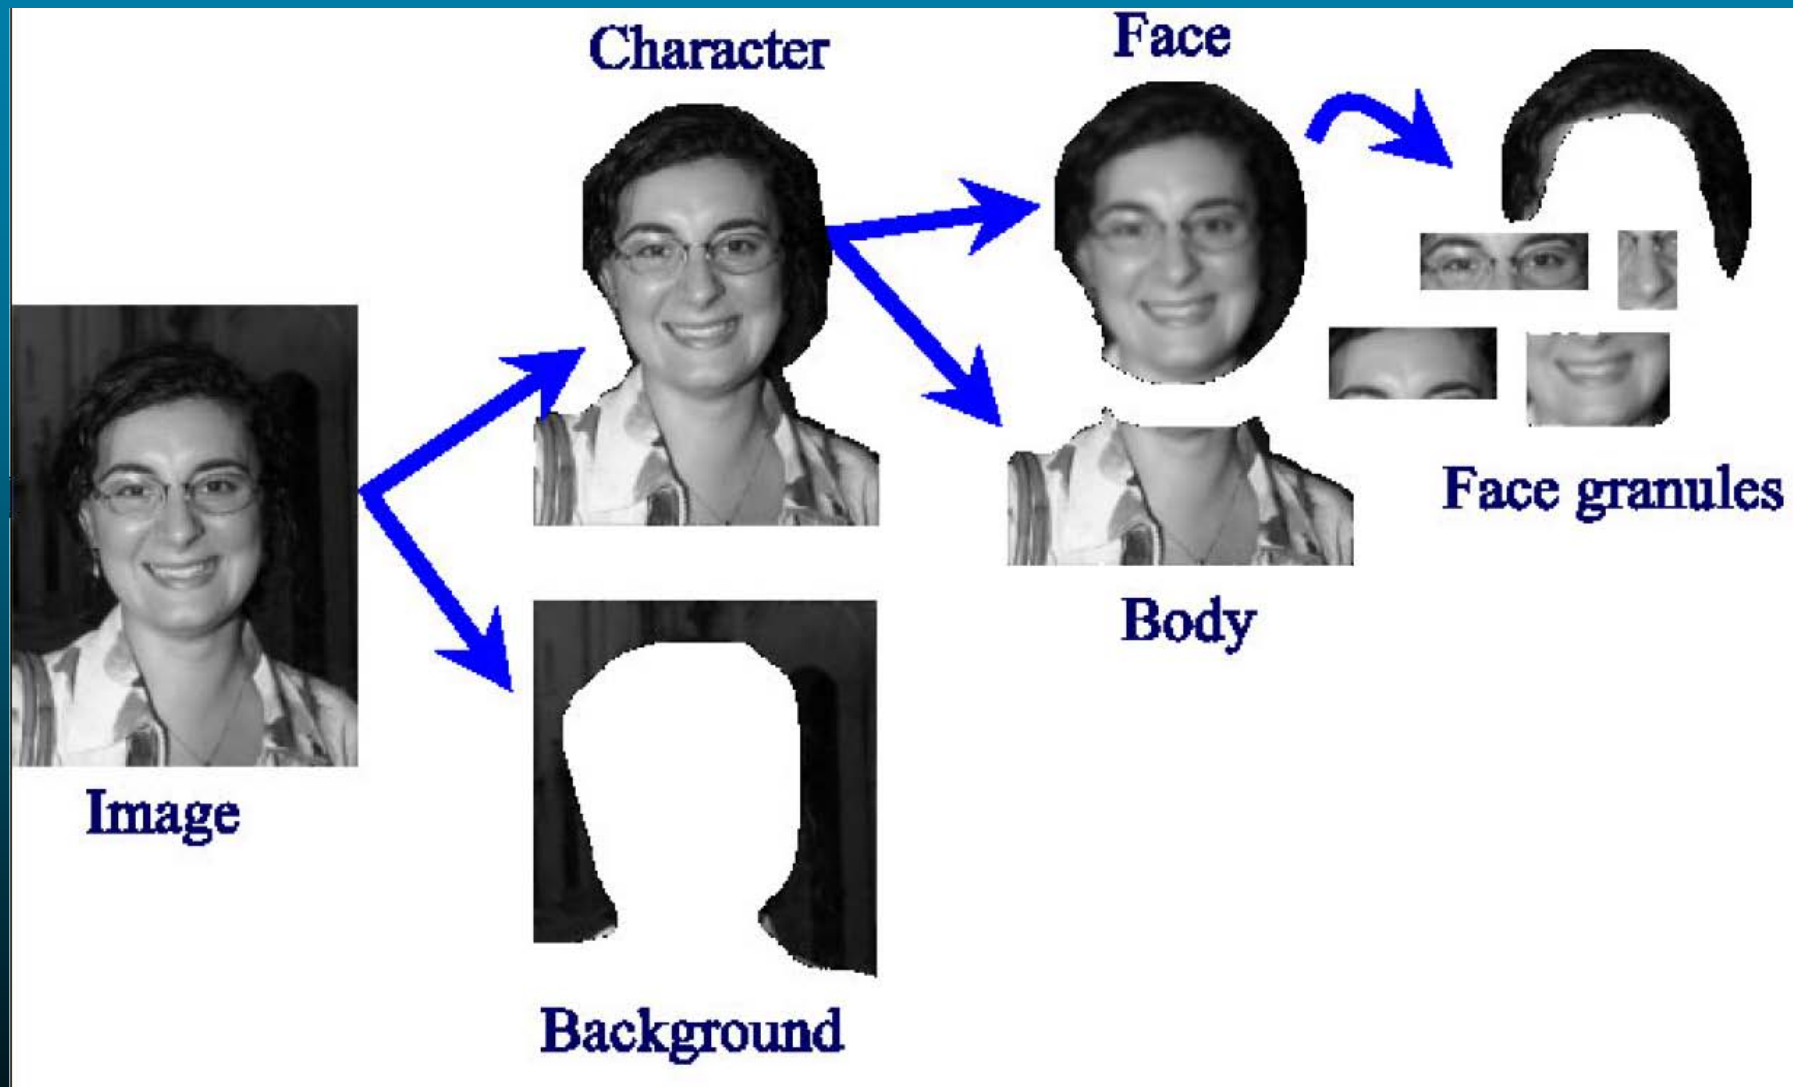 Character
Face
Face granules
Body
Image
Background